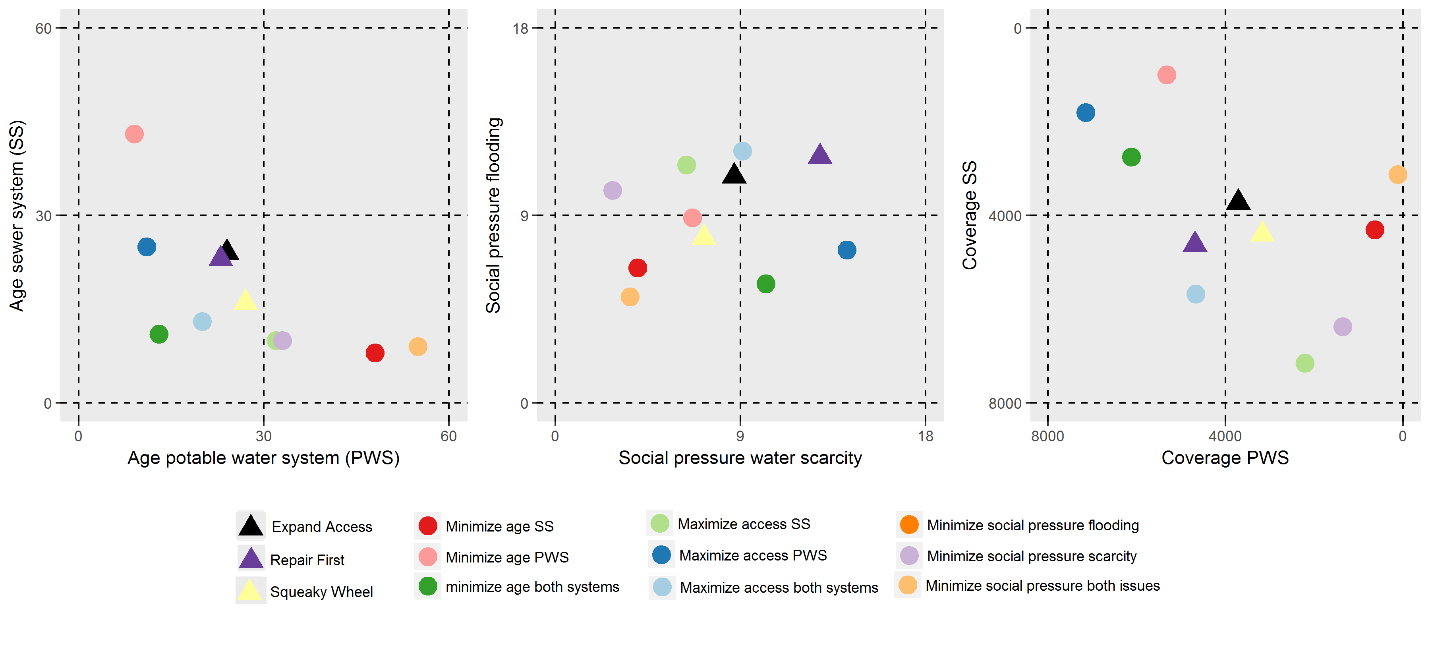 60
30
0
0
30
60
Age sewer system (SS)
Age potable water system (PWS)
18
9
0
0
9
18
Social pressure flooding
Social pressure water scarcity
0
4000
8000
8000
4000
0
Coverage SS
Coverage PWS
Expand Access
Repair First
Squeaky Wheel
Minimize age SS
Minimize age PWS
minimize age both systems
Maximize access SS
Maximize access PWS
Maximize access both systems
Minimize social pressure flooding
Minimize social pressure scarcity
Minimize social pressure both issues